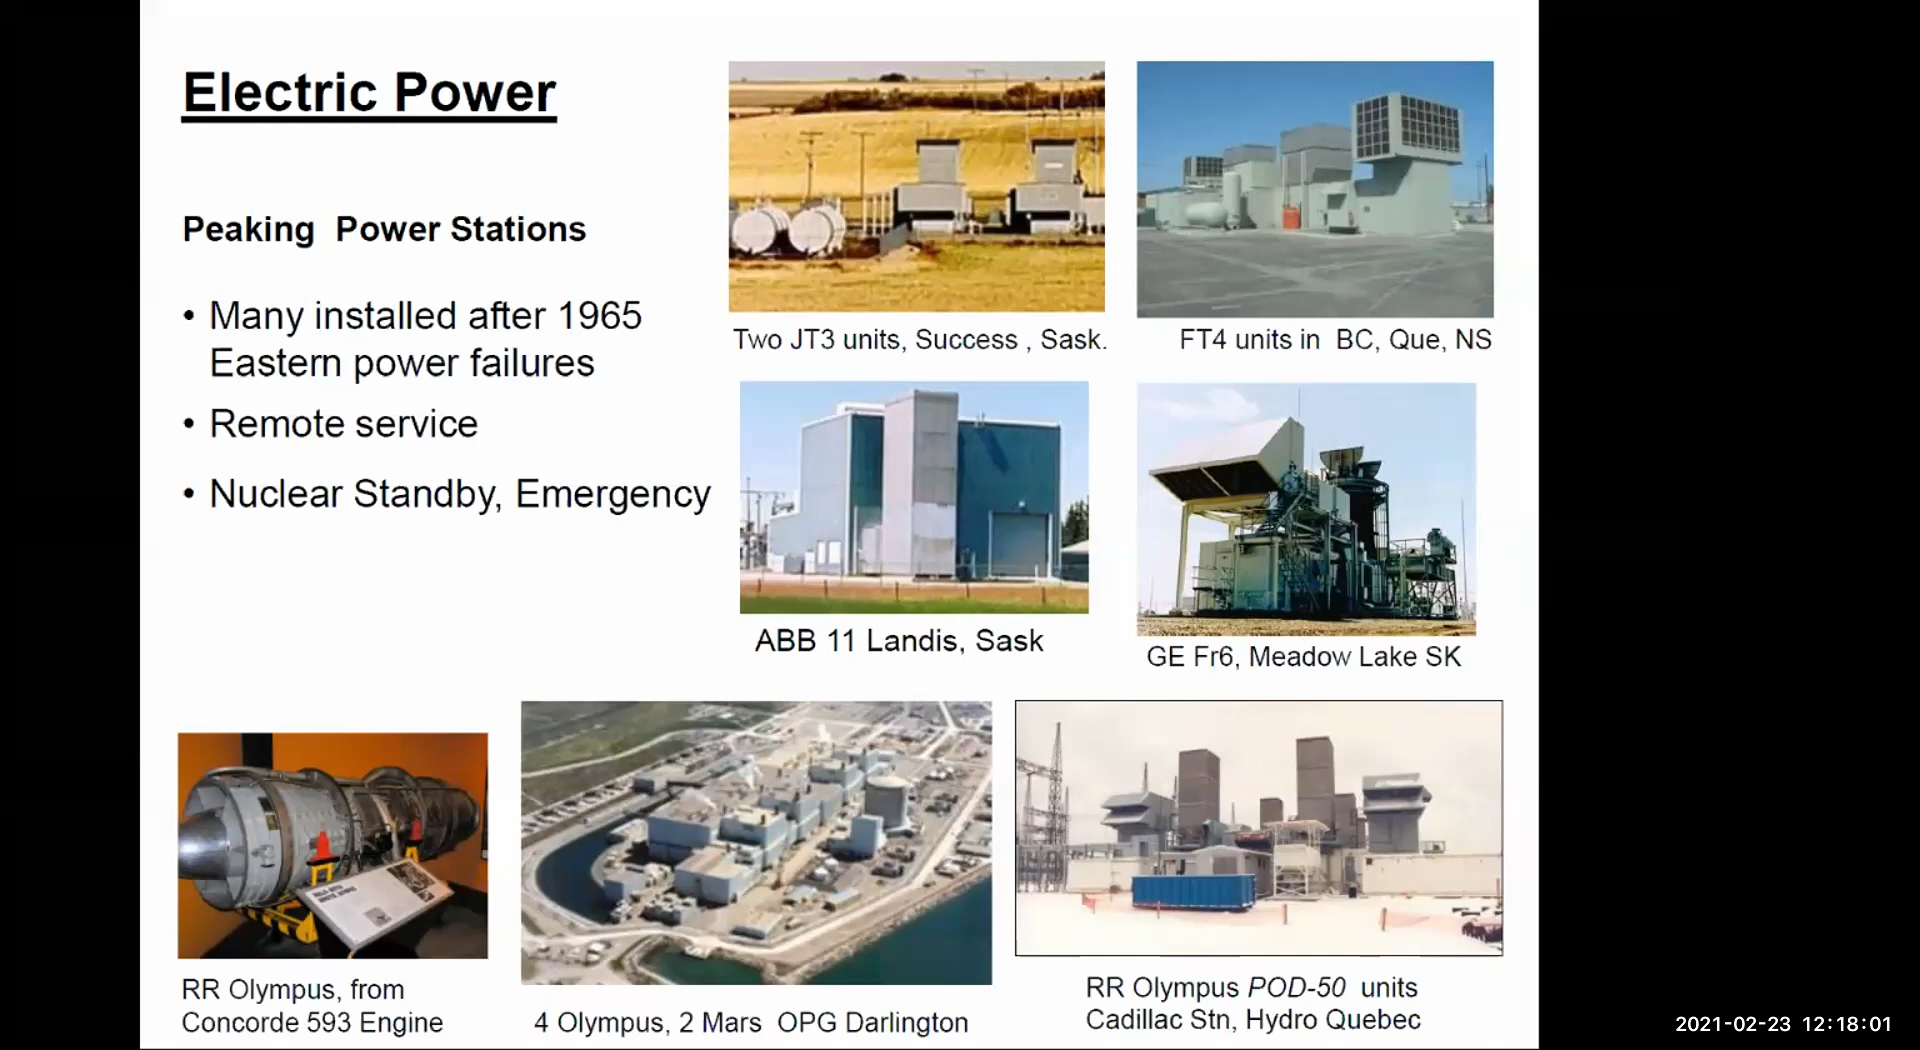 Electric Power
Peaking Power Stations
• Many installed after 1965
Eastern power failures
• Remote service
• Nuclear Standby, Emergency
Two JT3 units, Success , Sask.
FT4 units in BC, Que, NS
ABB 11 Landis, Sask
GE Fr6, Meadow Lake SK
RR Olympus, from
Concorde 593 Engine
4 Olympus, 2 Mars OPG Darlington
RR Olympus POD-50 units
Cadillac Stn, Hydro Quebec
2021-02-23 12:18:01